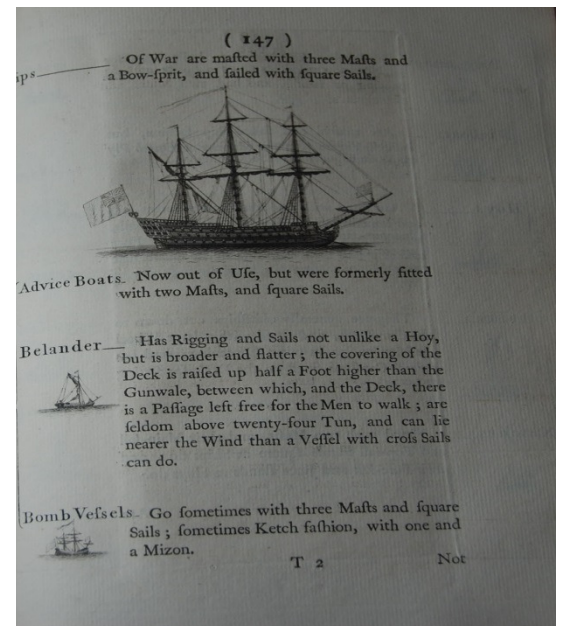 ( 147 )
ips Of War are maſted with three Maſts and
a Bow-ſprit, and ſailed with ſquare Sails.
Advice Boats. Now out of Uſe, but were formerly fitted
with two Maſts, and ſquare Sails.
Belander Has Rigging and Sails not unlike a Hoy,
but is broader and flatter ; the covering of the
Deck is raiſed up half a Foot higher than the
Gunwale, between which, and the Deck, there
is a Paſſage left free for the Men to walk ; are
ſeldom above twenty-four Tun, and can lie
nearer the Wind than a Veſſel with croſs Sails
can do.
Bomb Veſsels. Go ſometimes with three Maſts and ſquare
Sails ; ſometimes Ketch faſhion, with one and
a Mizon.
T 2 Not